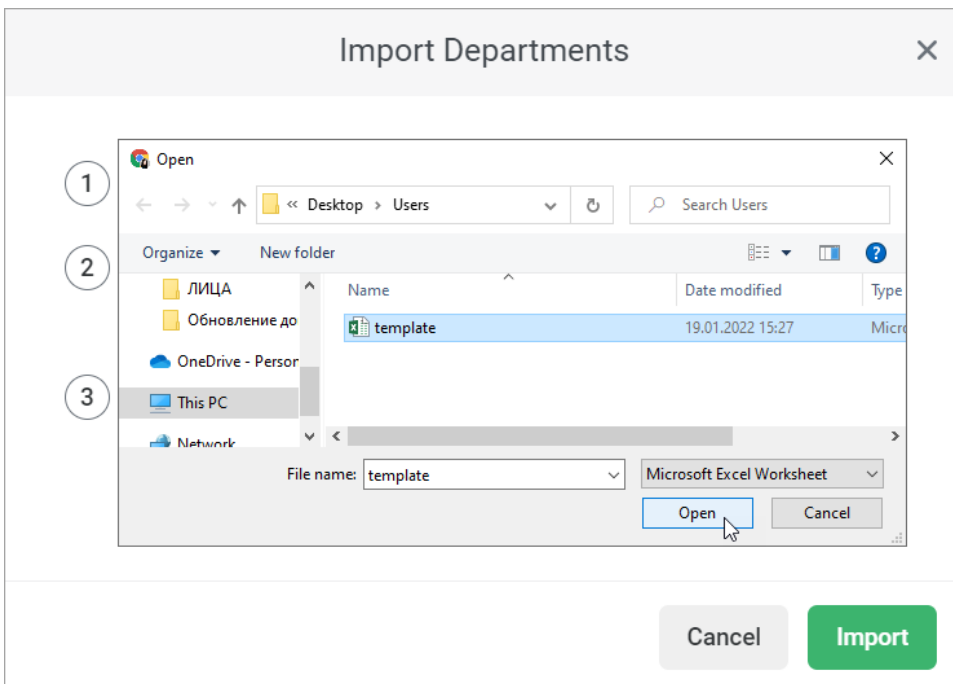 Import Departments
1
Open
Desktop > Users
Search Users
2
Organize
New folder
?
ЛИЦА
Name
Date modified
Type
Обновление до
template
19.01.2022 15:27
Micro
OneDrive - Person
3
This PC
Network
File name:
template
Microsoft Excel Worksheet
Open
Cancel
Cancel
Import